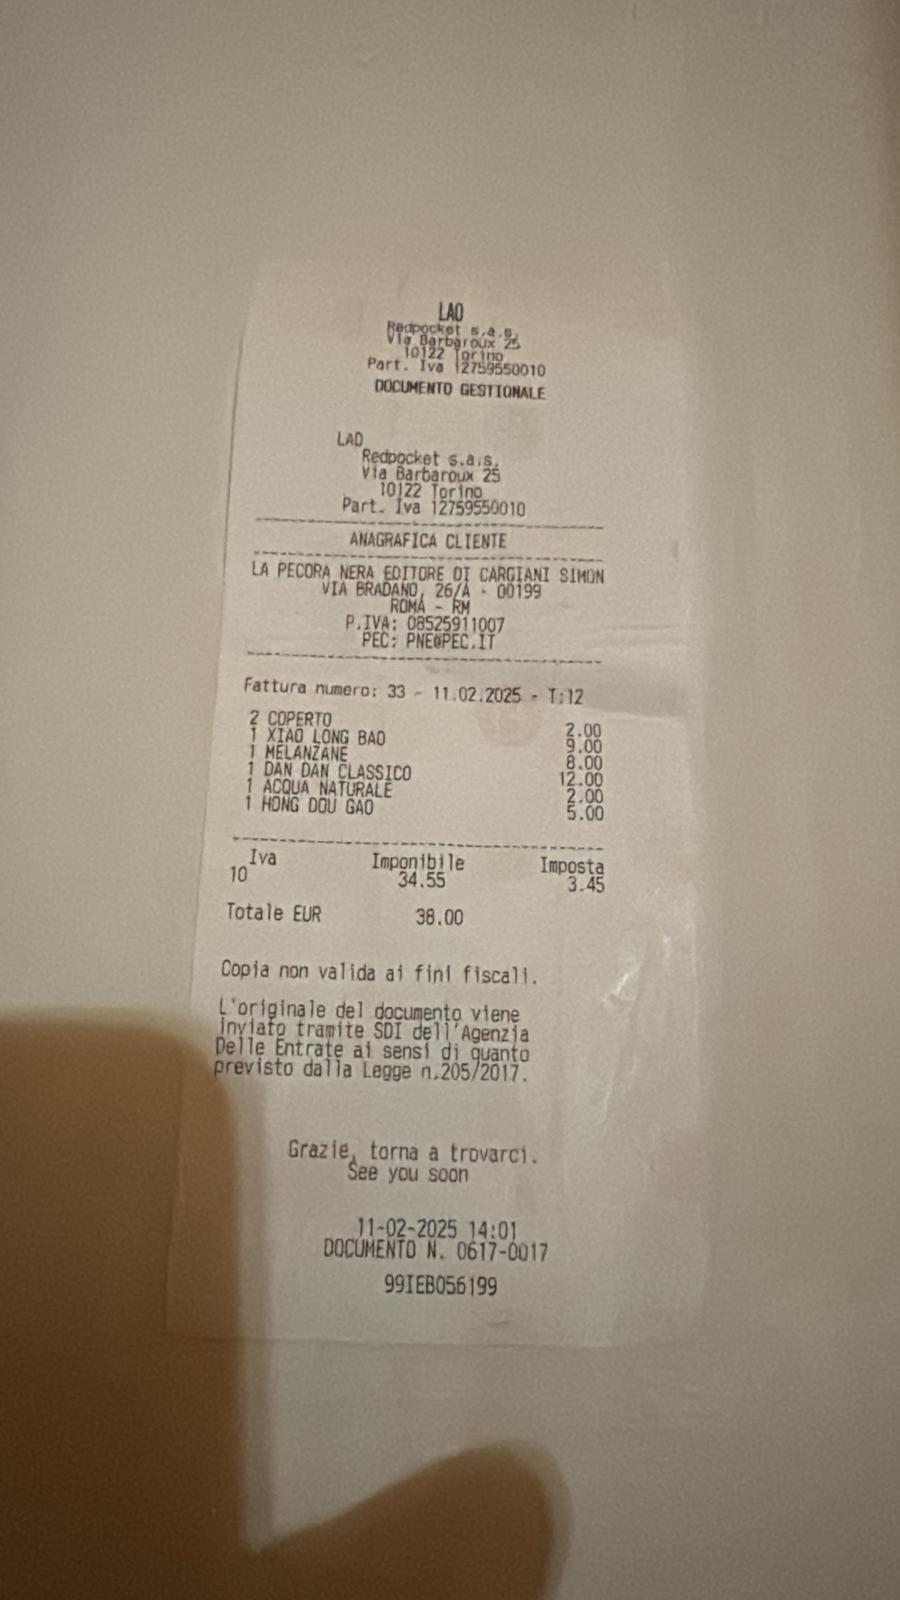 LAO
Redpocket s.a.s.
Via Barbaroux 25
10122 Torino
Part. Iva 12759550010
DOCUMENTO GESTIONALE
LAO
Redpocket s.a.s.
Via Barbaroux 25
10122 Torino
Part. Iva 12759550010
ANAGRAFICA CLIENTE
LA PECORA NERA EDITORE DI CARGIANI SIMON
VIA BRADANO, 26/A - 00199
ROMA - RM
P.IVA: 08525911007
PEC: PNE@PEC.IT
Fattura numero: 33 - 11.02.2025 - T:12
2 COPERTO 2.00
1 XIAO LONG BAO 9.00
1 MELANZANE 8.00
1 DAN DAN CLASSICO 12.00
1 ACQUA NATURALE 2.00
1 HONG DOU GAO 5.00
Iva Imponibile Imposta
10 34.55 3.45
Totale EUR 38.00
Copia non valida ai fini fiscali.
L'originale del documento viene
inviato tramite SDI dell'Agenzia
Delle Entrate ai sensi di quanto
previsto dalla Legge n.205/2017.
Grazie, torna a trovarci.
See you soon
11-02-2025 14:01
DOCUMENTO N. 0617-0017
99IEB056199